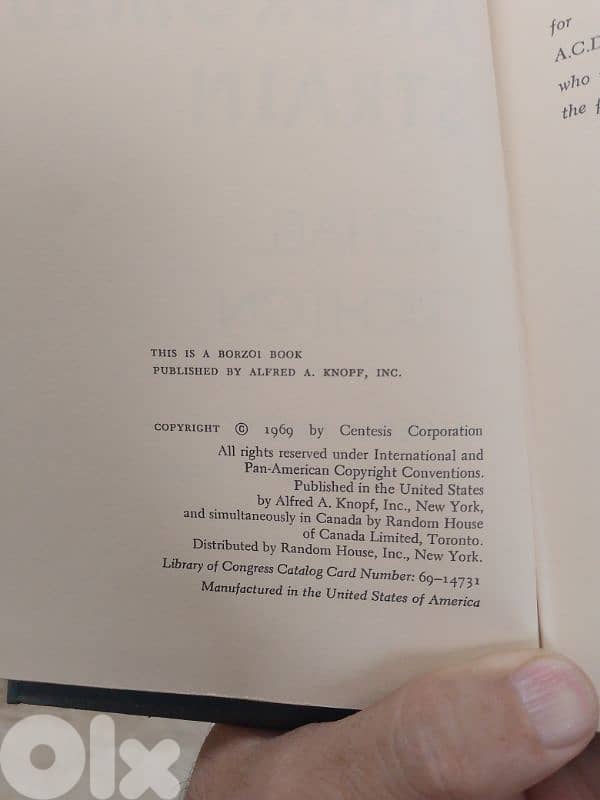 for
A.C.D
who
the f
THIS IS A BORZOI BOOK
PUBLISHED BY ALFRED A. KNOPF, INC.
COPYRIGHT © 1969 by Centesis Corporation
All rights reserved under International and
Pan-American Copyright Conventions.
Published in the United States
by Alfred A. Knopf, Inc., New York,
and simultaneously in Canada by Random House
of Canada Limited, Toronto.
Distributed by Random House, Inc., New York.
Library of Congress Catalog Card Number: 69–14731
Manufactured in the United States of America
Olx